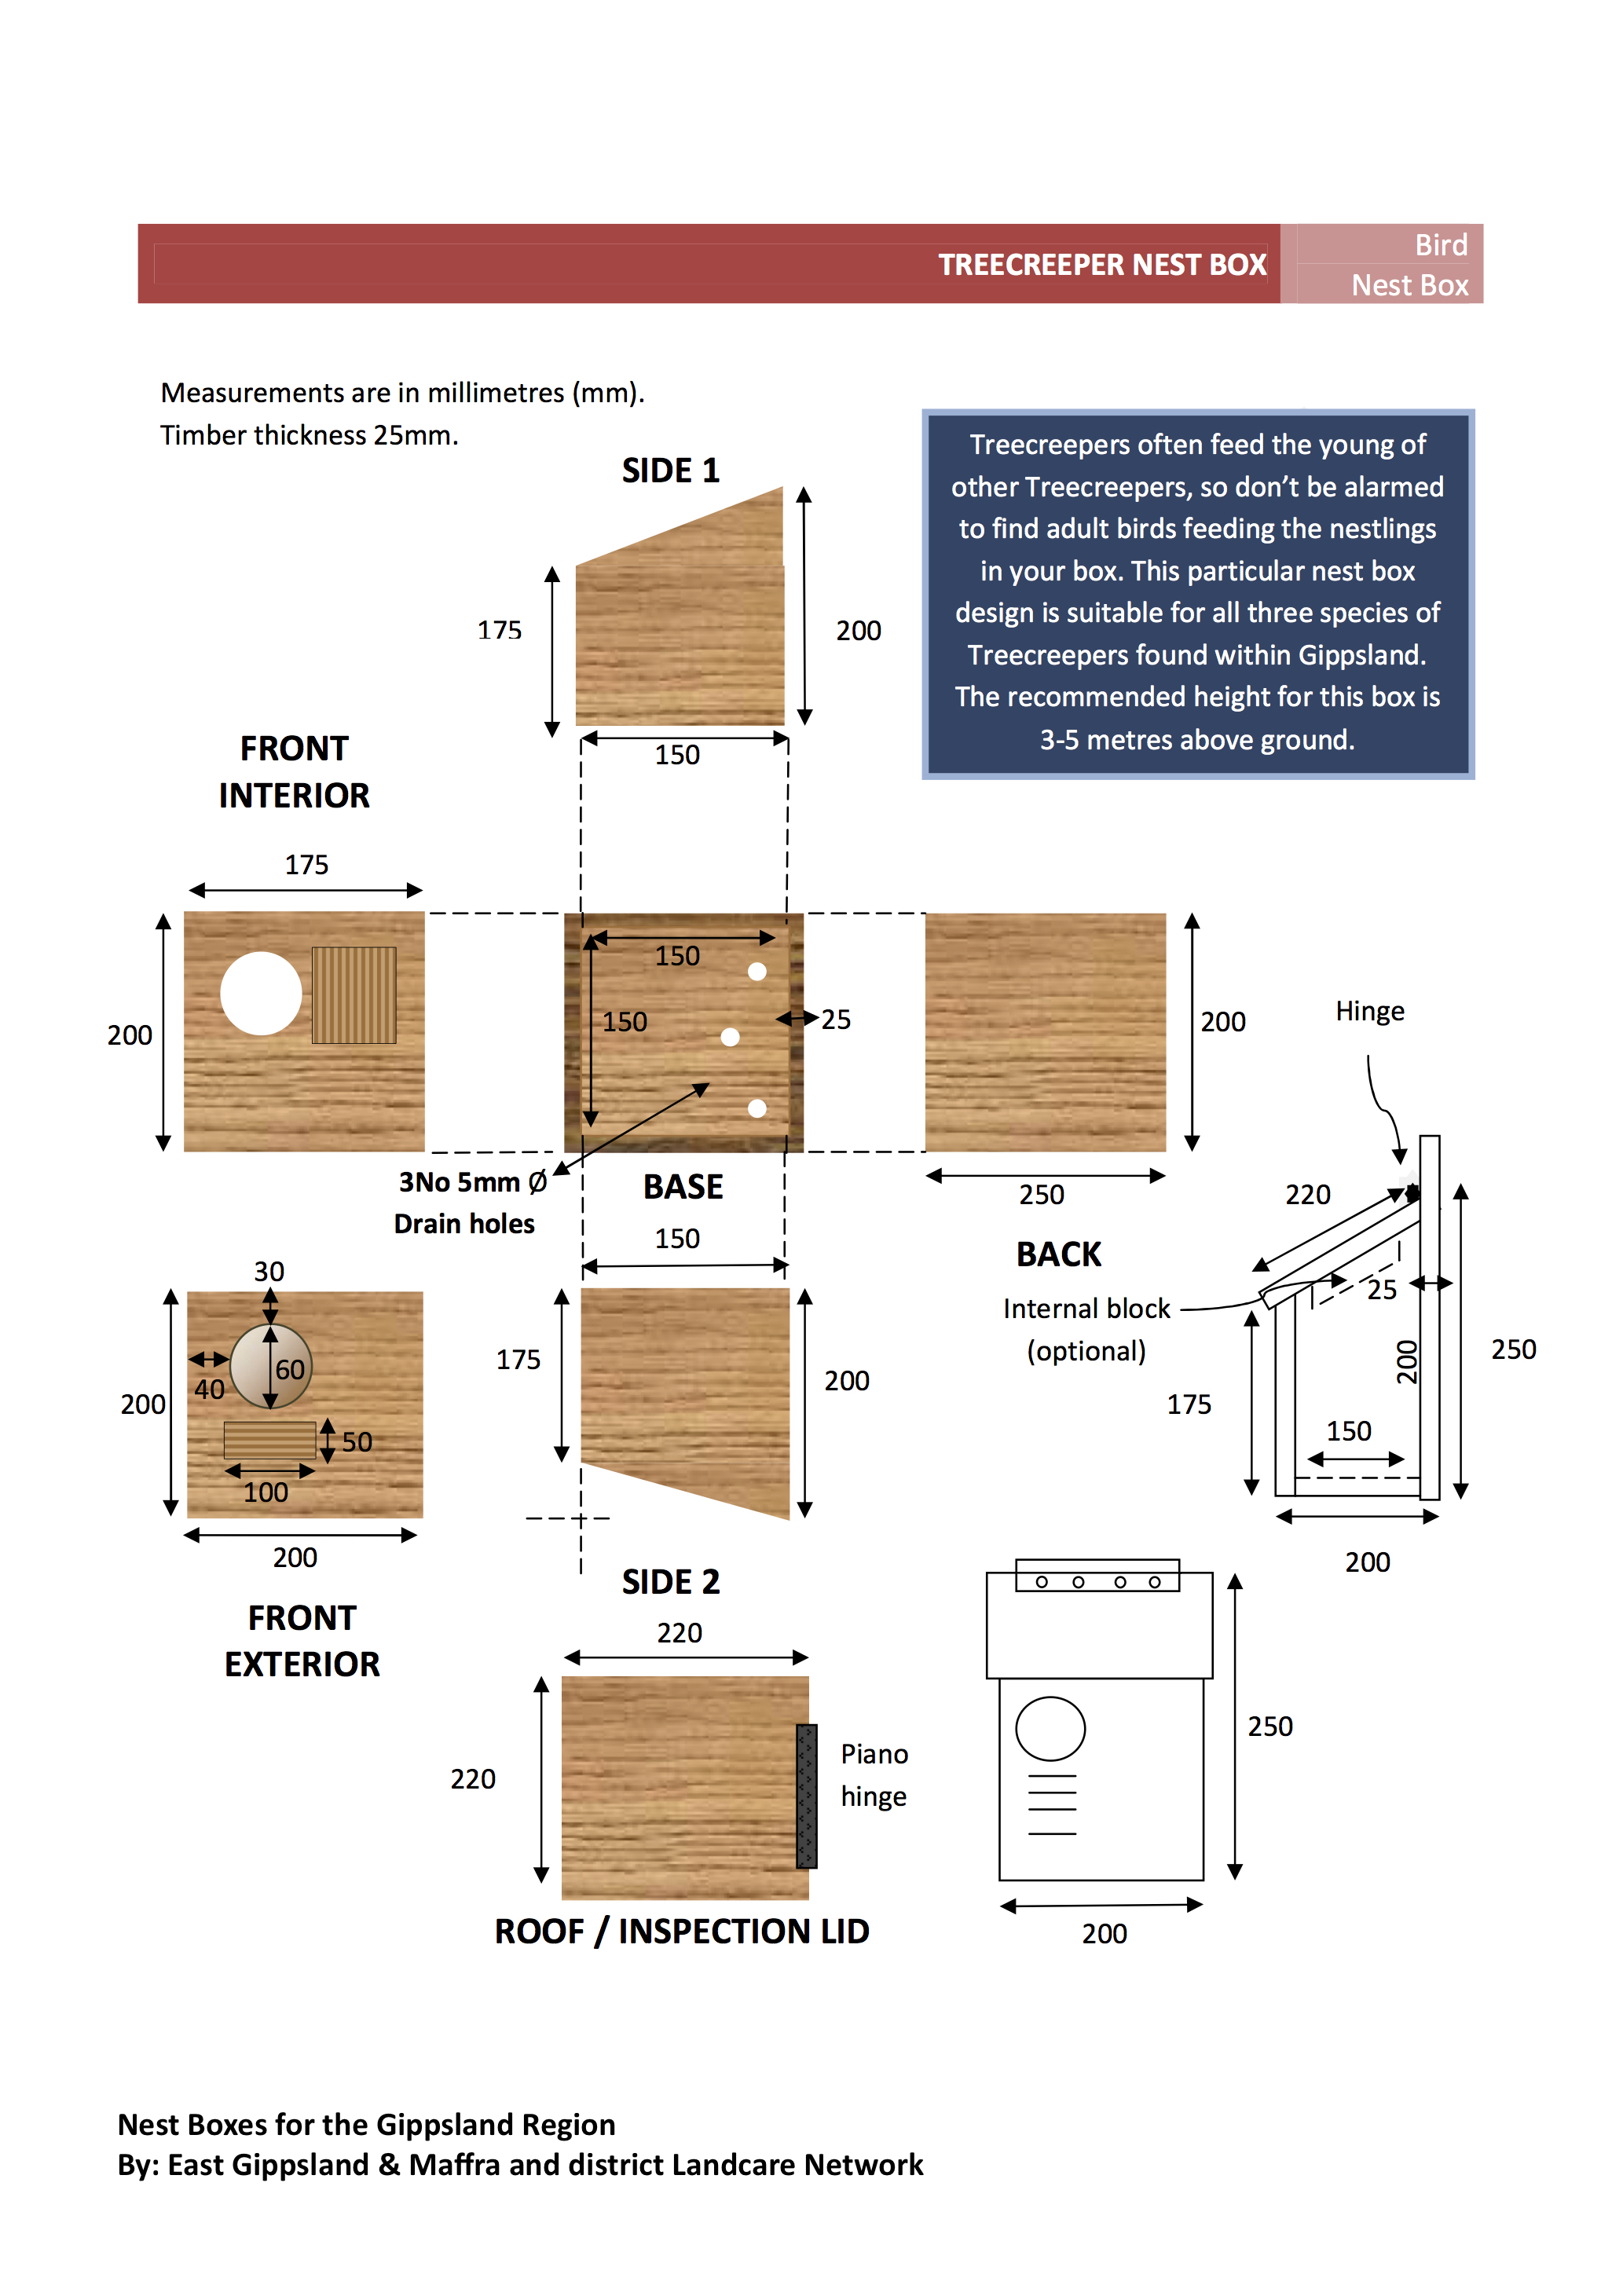 TREECREEPER NEST BOX
Bird
Nest Box
Measurements are in millimetres (mm).
Timber thickness 25mm.
Treecreepers often feed the young of
other Treecreepers, so don’t be alarmed
to find adult birds feeding the nestlings
in your box. This particular nest box
design is suitable for all three species of
Treecreepers found within Gippsland.
The recommended height for this box is
3-5 metres above ground.
SIDE 1
175
200
150
FRONT
INTERIOR
175
200
150
150
25
3No 5mm Ø
Drain holes
BASE
150
200
250
BACK
Hinge
220
Internal block
(optional)
25
200
250
175
150
200
30
60
40
200
50
100
200
FRONT
EXTERIOR
175
200
SIDE 2
220
220
Piano
hinge
ROOF / INSPECTION LID
250
200
Nest Boxes for the Gippsland Region
By: East Gippsland & Maffra and district Landcare Network